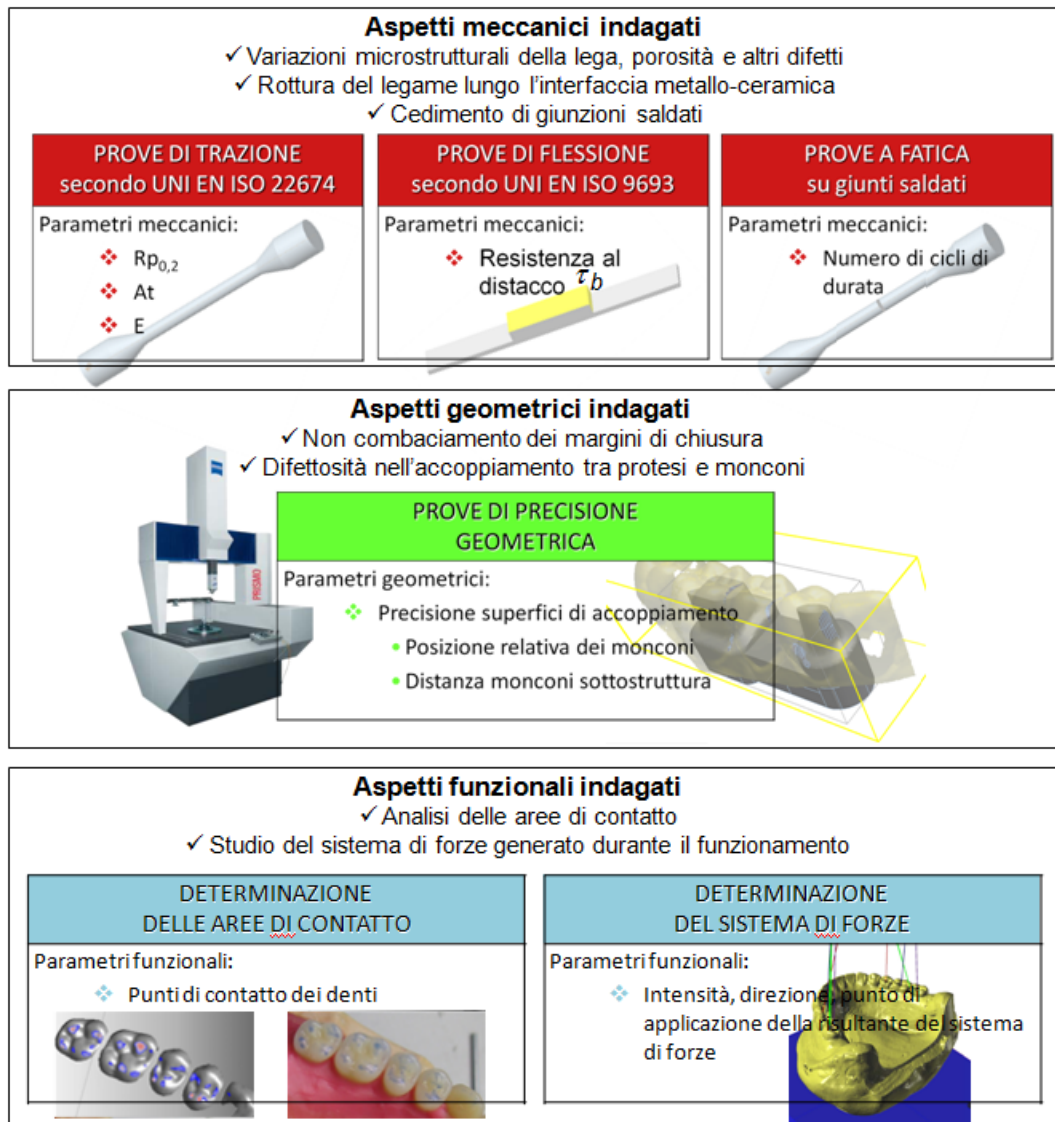 Aspetti meccanici indagati
✓ Variazioni microstrutturali della lega, porosità e altri difetti
✓ Rottura del legame lungo l'interfaccia metallo-ceramica
✓ Cedimento di giunzioni saldati
PROVE DI TRAZIONE
secondo UNI EN ISO 22674
Parametri meccanici:
❖ Rp0,2
❖ At
❖ E
PROVE DI FLESSIONE
secondo UNI EN ISO 9693
Parametri meccanici:
❖ Resistenza al
distacco τb
PROVE A FATICA
su giunti saldati
Parametri meccanici:
❖ Numero di cicli di
durata
Aspetti geometrici indagati
✓ Non combaciamento dei margini di chiusura
✓ Difettosità nell'accoppiamento tra protesi e monconi
PRISMO
PROVE DI PRECISIONE
GEOMETRICA
Parametri geometrici:
❖ Precisione superfici di accoppiamento
• Posizione relativa dei monconi
• Distanza monconi sottostruttura
Aspetti funzionali indagati
✓ Analisi delle aree di contatto
✓ Studio del sistema di forze generato durante il funzionamento
DETERMINAZIONE
DELLE AREE DI CONTATTO
Parametri funzionali:
❖ Punti di contatto dei denti
DETERMINAZIONE
DEL SISTEMA DI FORZE
Parametri funzionali:
❖ Intensità, direzione, punto di
applicazione della risultante del sistema
di forze